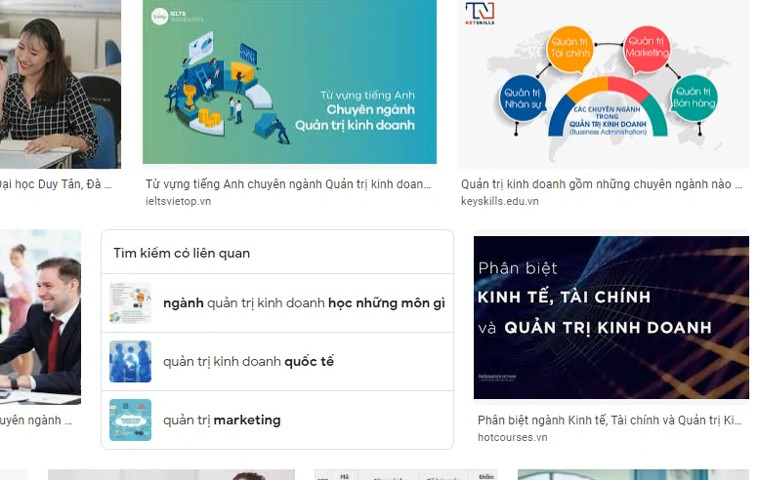 IELTS
TN
KEYSKILLS
Từ vựng tiếng Anh
Chuyên ngành
Quản trị kinh doanh
Quản trị
Tài chính
Quản trị
Marketing
Quản trị
Nhân sự
Quản trị
Bán hàng
CÁC CHUYÊN NGÀNH
TRONG
QUẢN TRỊ KINH DOANH
(Bussiness Administration)
Đại học Duy Tân, Đà ...
Từ vựng tiếng Anh chuyên ngành Quản trị kinh doan...
ieltsvietop.vn
Quản trị kinh doanh gồm những chuyên ngành nào ...
keyskills.edu.vn
Tìm kiếm có liên quan
ngành quản trị kinh doanh học những môn gì
quản trị kinh doanh quốc tế
quản trị marketing
Phân biệt
KINH TẾ, TÀI CHÍNH
và QUẢN TRỊ KINH DOANH
uyên ngành ...
Phân biệt ngành Kinh tế, Tài chính và Quản trị Ki...
hotcourses.vn
Mã
Điểm